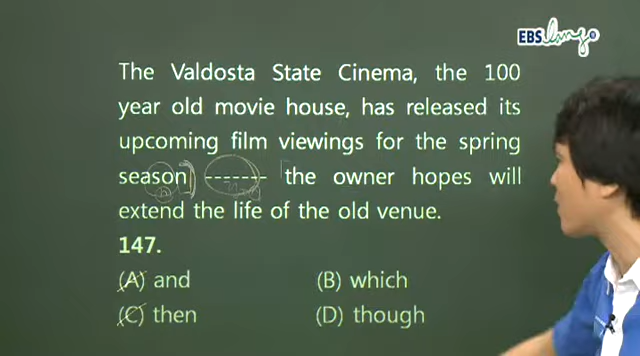 EBSlang
The Valdosta State Cinema, the 100
year old movie house, has released its
upcoming film viewings for the spring
season ------- the owner hopes will
extend the life of the old venue.
147.
(A) and
(B) which
(C) then
(D) though